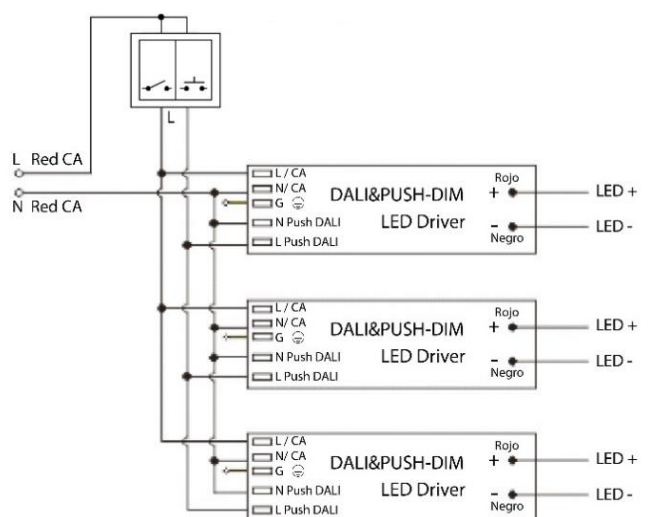 L
L Red CA
N Red CA
L / CA
N/ CA
G
N Push DALI
L Push DALI
DALI&PUSH-DIM
LED Driver
Rojo
+
-
Negro
LED +
LED -
L / CA
N/ CA
G
N Push DALI
L Push DALI
DALI&PUSH-DIM
LED Driver
Rojo
+
-
Negro
LED +
LED -
L / CA
N/ CA
G
N Push DALI
L Push DALI
DALI&PUSH-DIM
LED Driver
Rojo
+
-
Negro
LED +
LED -